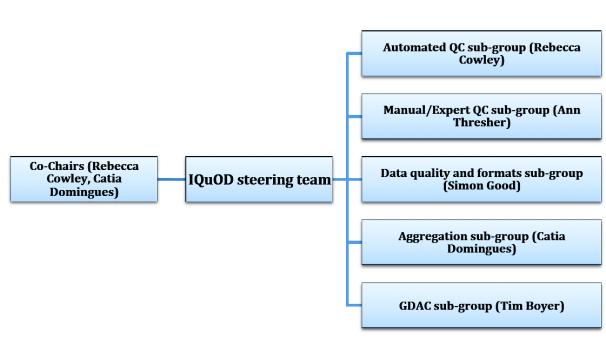 Automated QC sub-group (Rebecca
Cowley)
Manual/Expert QC sub-group (Ann
Thresher)
Co-Chairs (Rebecca
Cowley, Catia
Domingues)
IQuOD steering team
Data quality and formats sub-group
(Simon Good)
Aggregation sub-group (Catia
Domingues)
GDAC sub-group (Tim Boyer)